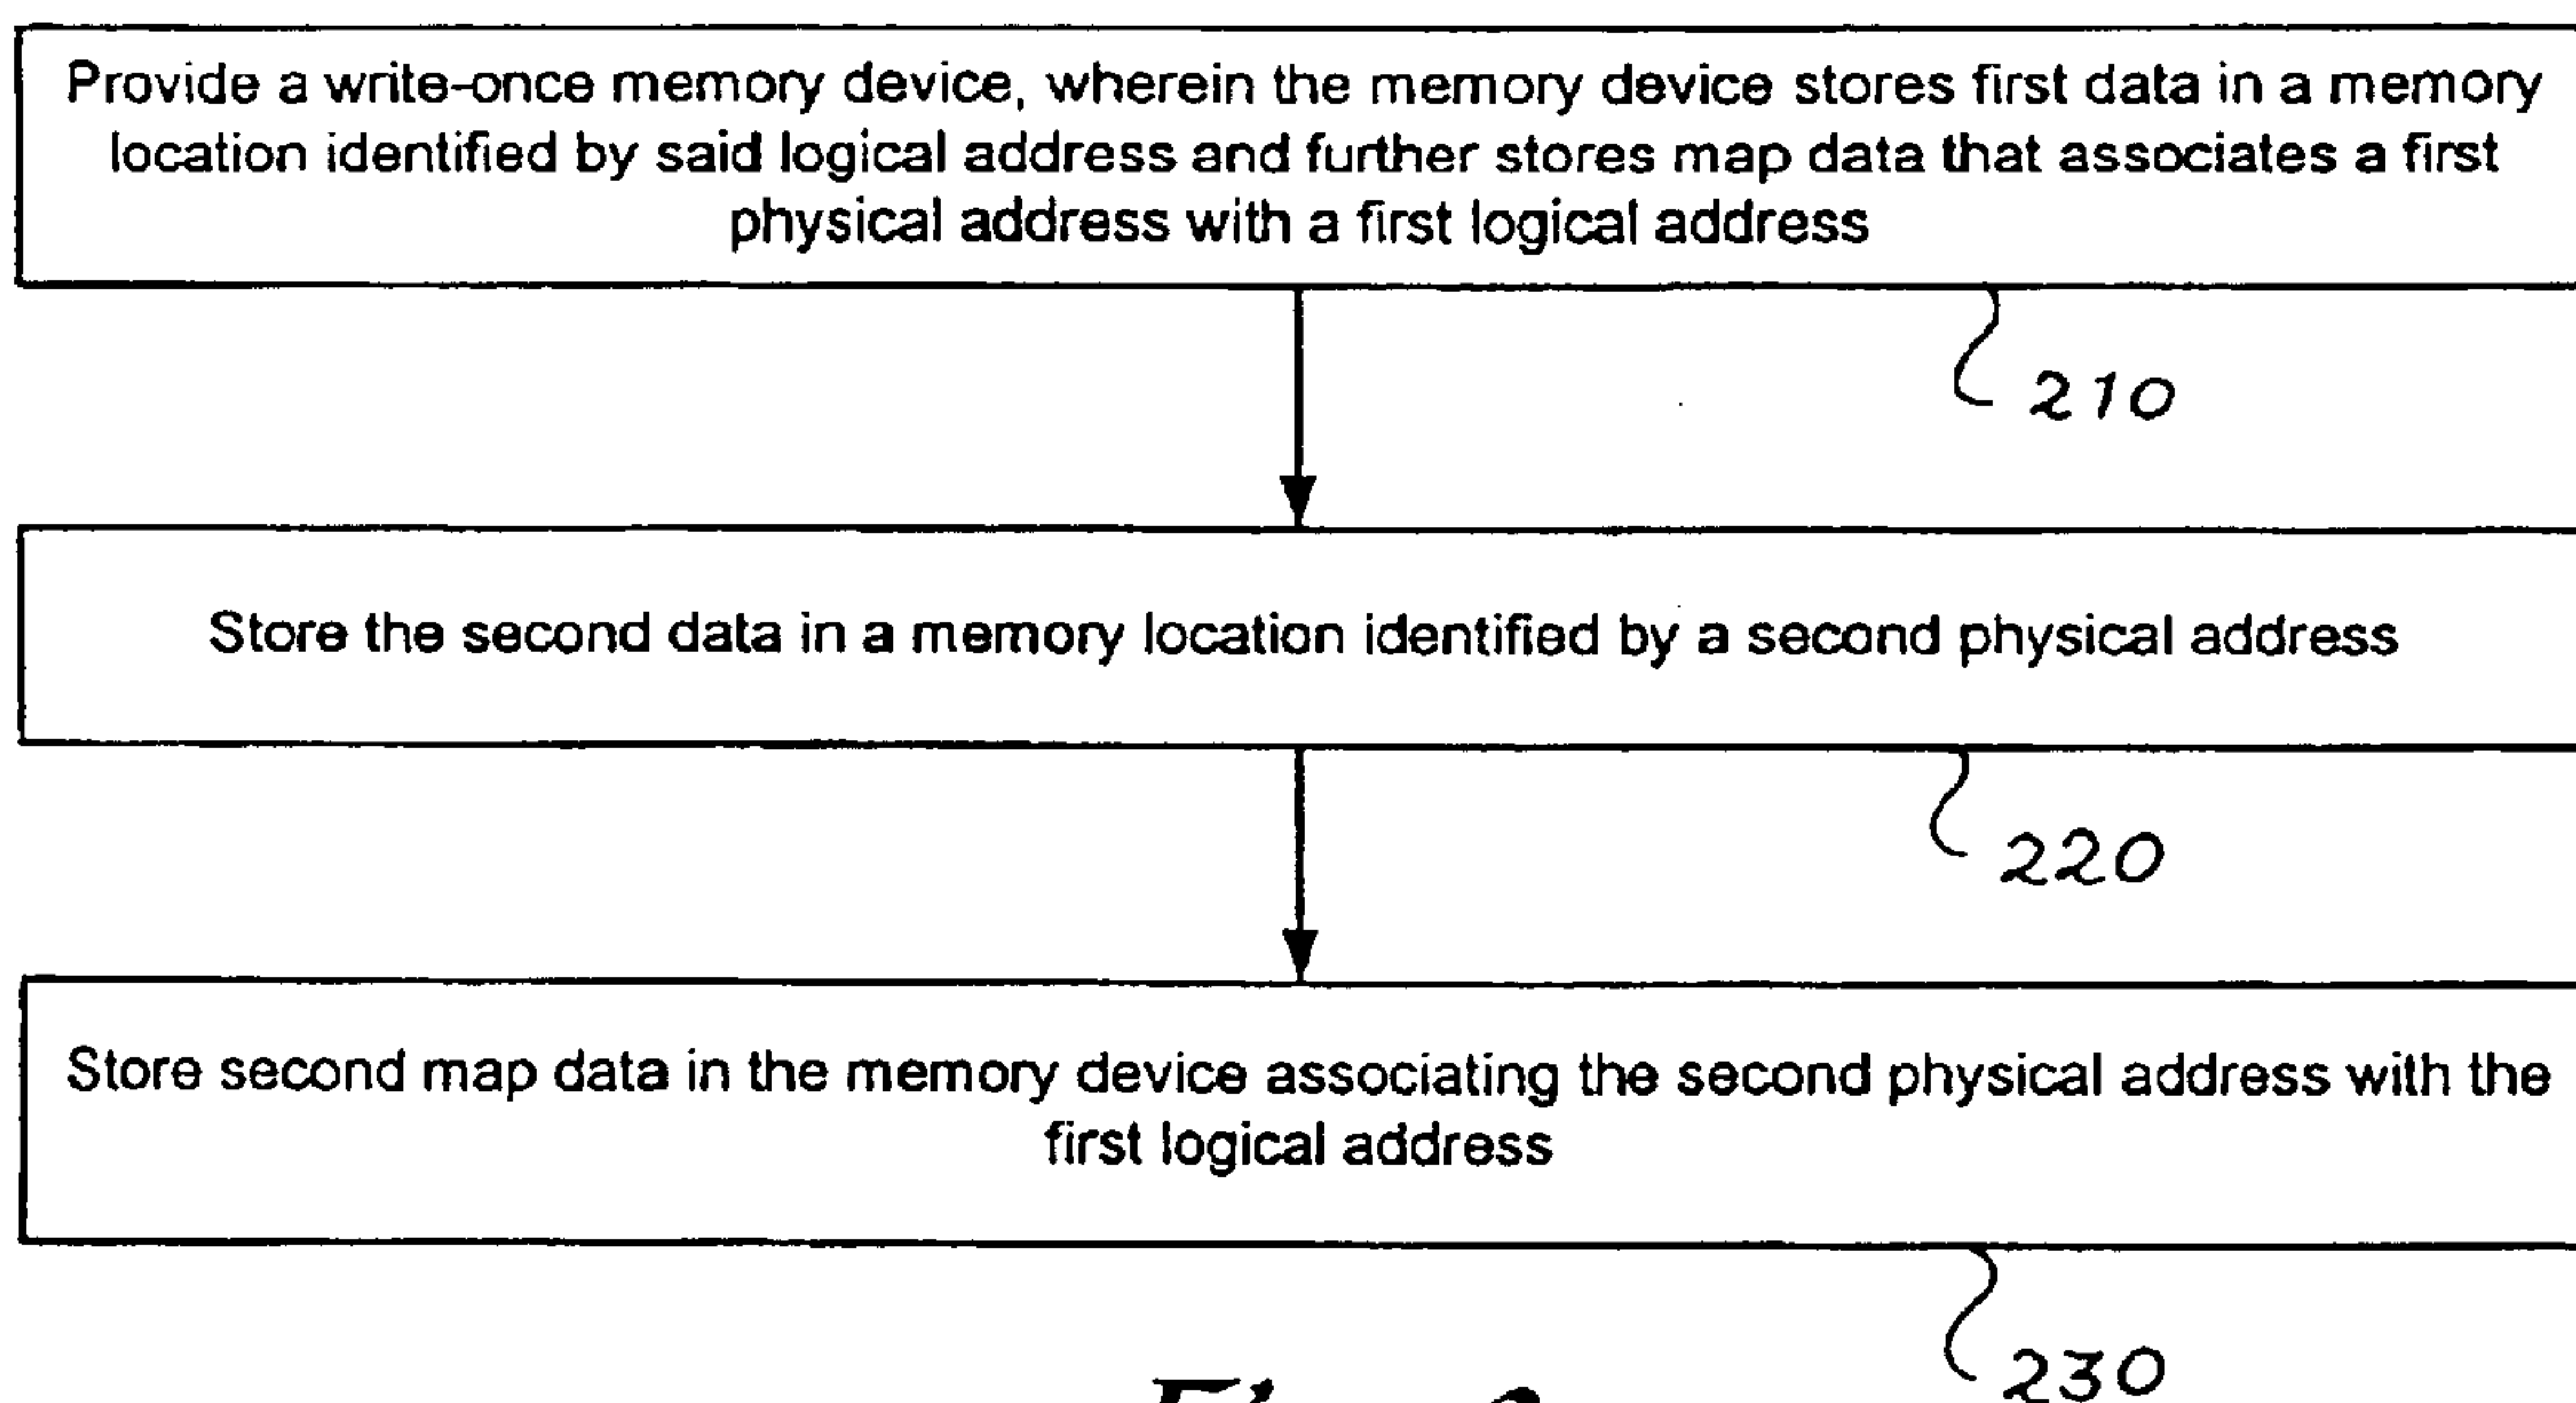 Provide a write-once memory device, wherein the memory device stores first data in a memory
location identified by said logical address and further stores map data that associates a first
physical address with a first logical address
210
Store the second data in a memory location identified by a second physical address
220
Store second map data in the memory device associating the second physical address with the
first logical address
230